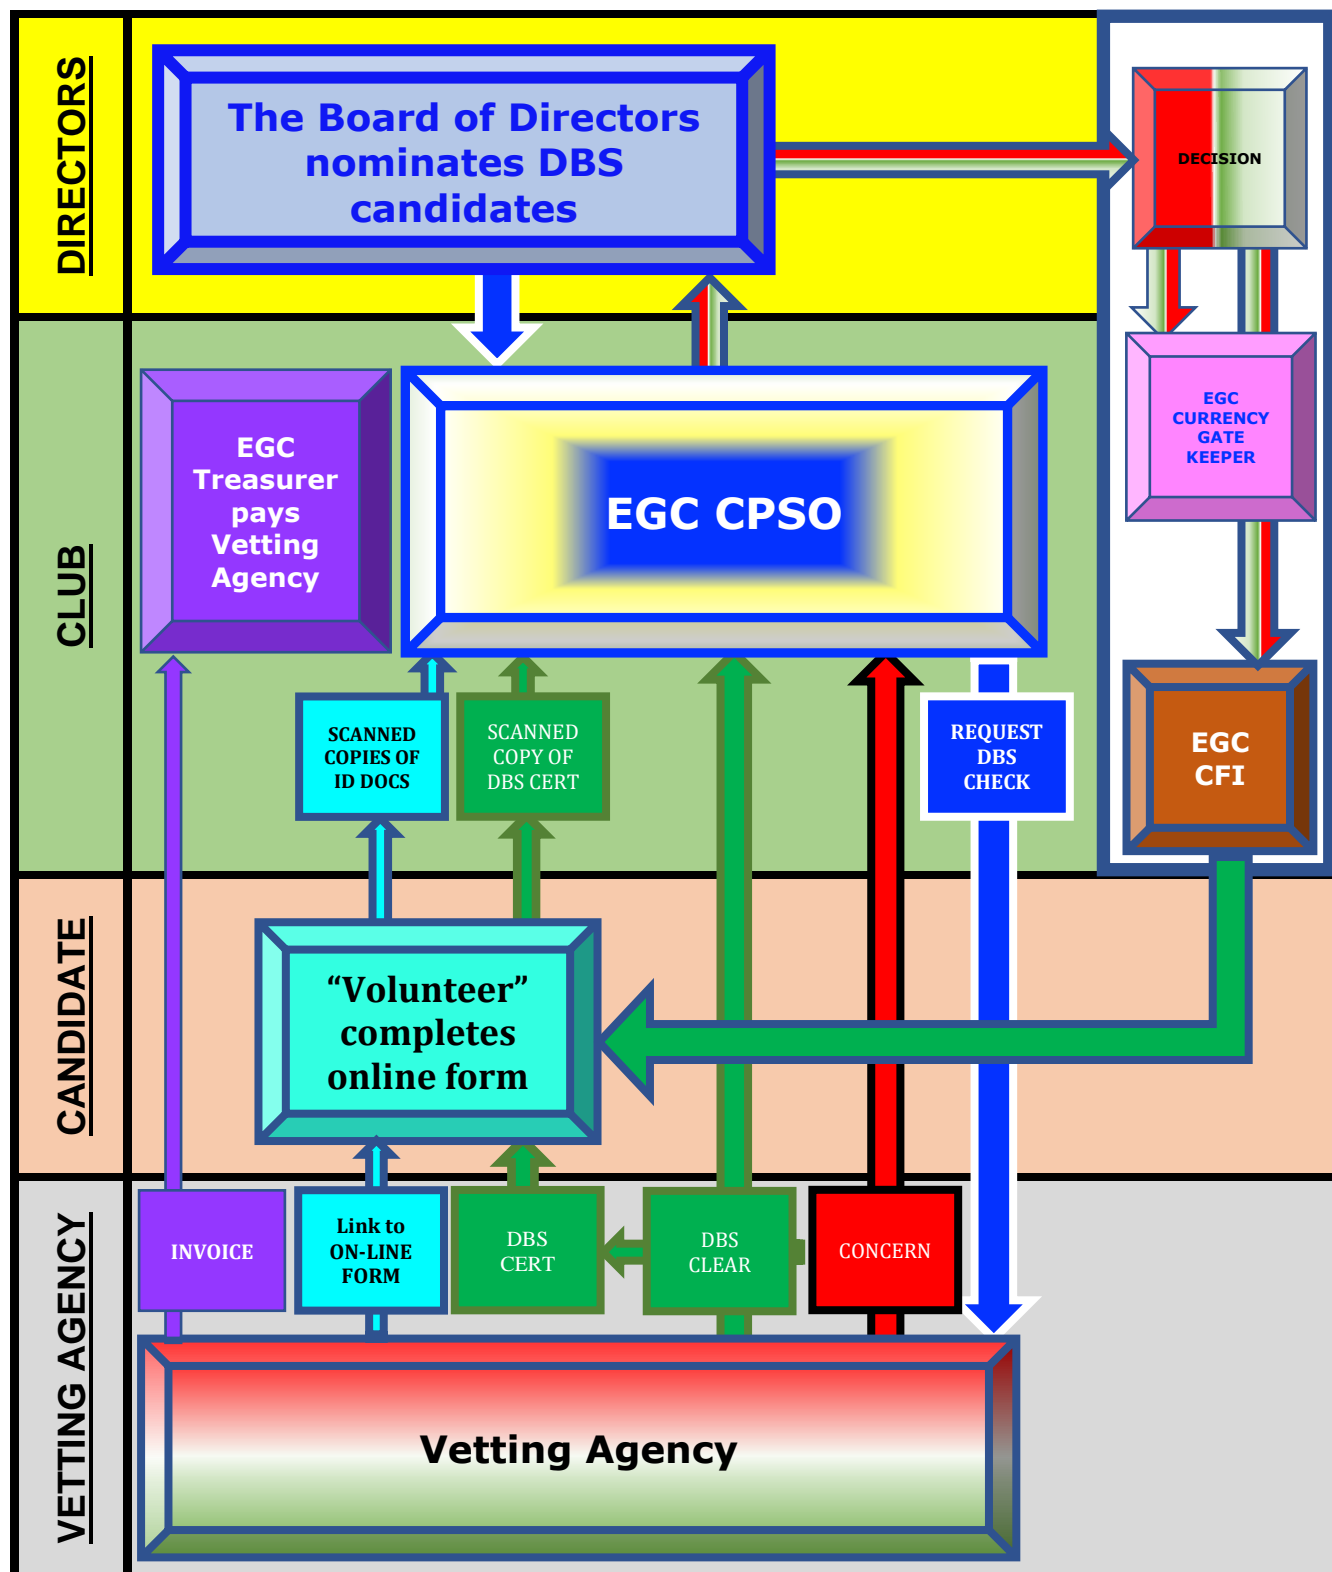 DIRECTORS
The Board of Directors
nominates DBS
candidates
DECISION
CLUB
EGC
Treasurer
pays
Vetting
Agency
EGC CPSO
EGC
CURRENCY
GATE
KEEPER
SCANNED
COPIES OF
ID DOCS
SCANNED
COPY OF
DBS CERT
REQUEST
DBS
CHECK
EGC
CFI
CANDIDATE
“Volunteer”
completes
online form
VETTING AGENCY
INVOICE
Link to
ON-LINE
FORM
DBS
CERT
DBS
CLEAR
CONCERN
Vetting Agency